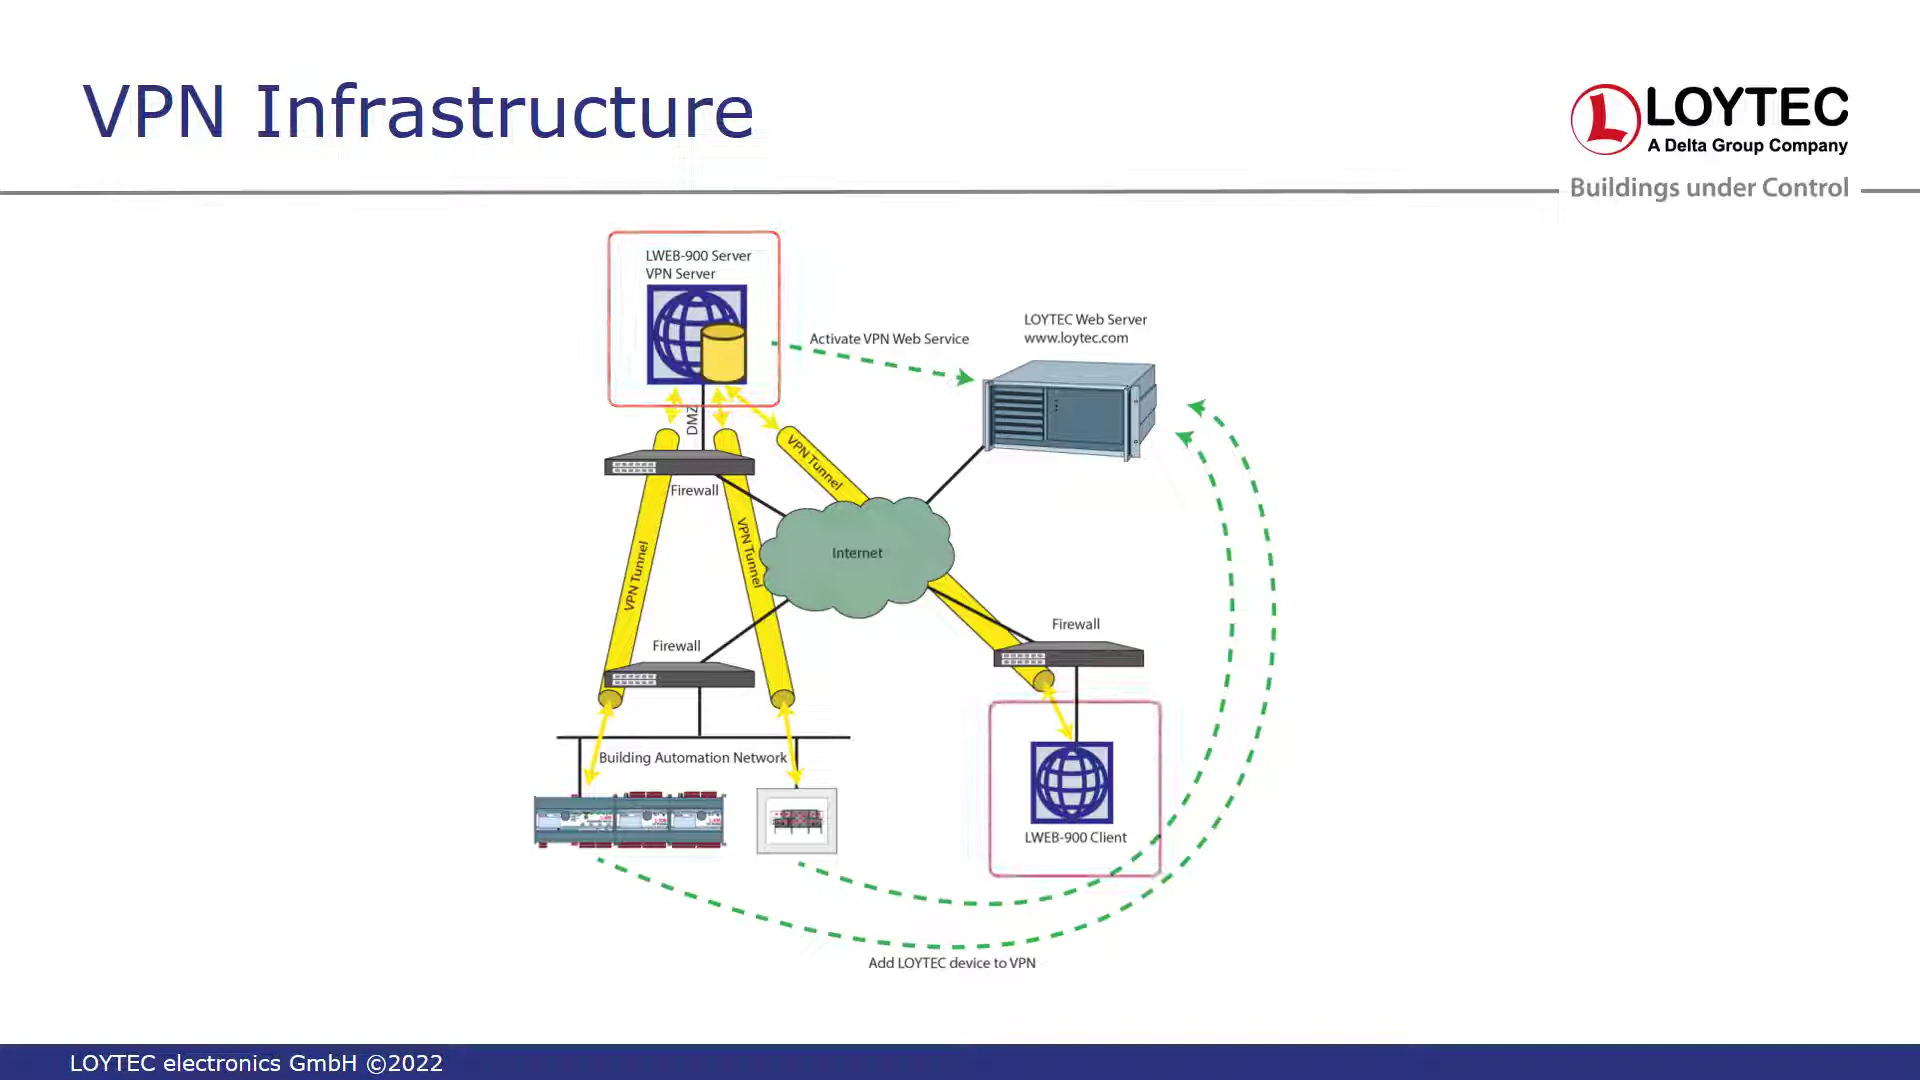 VPN Infrastructure
LOYTEC
A Delta Group Company
Buildings under Control
LWEB-900 Server
VPN Server
Activate VPN Web Service
LOYTEC Web Server
www.loytec.com
DMZ
VPN Tunnel
Firewall
VPN Tunnel
VPN Tunnel
Internet
Firewall
Firewall
Building Automation Network
LWEB-900 Client
Add LOYTEC device to VPN
LOYTEC electronics GmbH ©2022